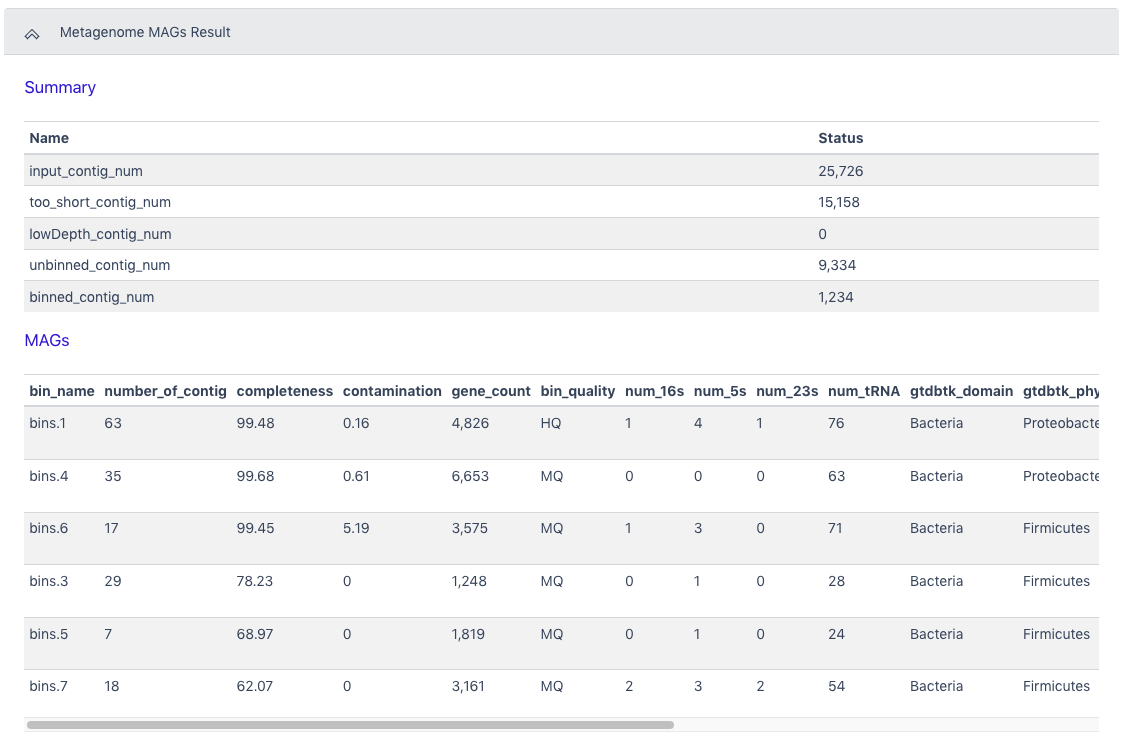 Metagenome MAGs Result
Summary
Name Status
input_contig_num 25,726
too_short_contig_num 15,158
lowDepth_contig_num 0
unbinned_contig_num 9,334
binned_contig_num 1,234
MAGs
bin_name number_of_contig completeness contamination gene_count bin_quality num_16s num_5s num_23s num_tRNA gtdbtk_domain gtdbtk_phy
bins.1 63 99.48 0.16 4,826 HQ 1 4 1 76 Bacteria Proteobacte
bins.4 35 99.68 0.61 6,653 MQ 0 0 0 63 Bacteria Proteobacte
bins.6 17 99.45 5.19 3,575 MQ 1 3 0 71 Bacteria Firmicutes
bins.3 29 78.23 0 1,248 MQ 0 1 0 28 Bacteria Firmicutes
bins.5 7 68.97 0 1,819 MQ 0 1 0 24 Bacteria Firmicutes
bins.7 18 62.07 0 3,161 MQ 2 3 2 54 Bacteria Firmicutes